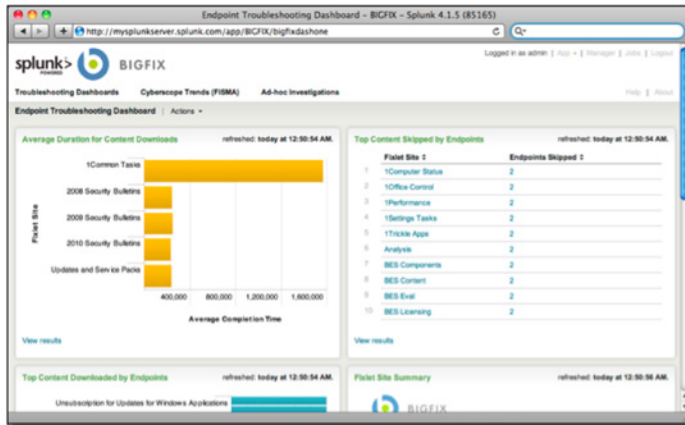 Endpoint Troubleshooting Dashboard – BIGFIX – Splunk 4.1.5 (85165)
http://mysplunkserver.splunk.com/app/BIGFIX/bigfixdashone
Logged in as admin | App | Manager | Jobs | Logout
splunk> BIGFIX
POWERED
Troubleshooting Dashboards Cyberscope Trends (FISMA) Ad-hoc Investigations Help | About
Endpoint Troubleshooting Dashboard | Actions
Average Duration for Content Downloads refreshed: today at 12:50:54 AM.
Fixlet Site
1Common Tasks
2008 Security Bulletins
2009 Security Bulletins
2010 Security Bulletins
Updates and Service Packs
400,000 800,000 1,200,000 1,600,000
Average Completion Time
View results
Top Content Skipped by Endpoints refreshed: today at 12:50:54 AM.
Fixlet Site Endpoints Skipped
1 1Computer Status 2
2 1Office Control 2
3 1Performance 2
4 1Settings Tasks 2
5 1Trickle Apps 2
6 Analysis 2
7 BES Components 2
8 BES Content 2
9 BES Eval 2
10 BES Licensing 2
View results
Top Content Downloaded by Endpoints refreshed: today at 12:50:54 AM.
Unsubscription for Updates for Windows Applications
Fixlet Site Summary refreshed: today at 12:50:56 AM.
BIGFIX